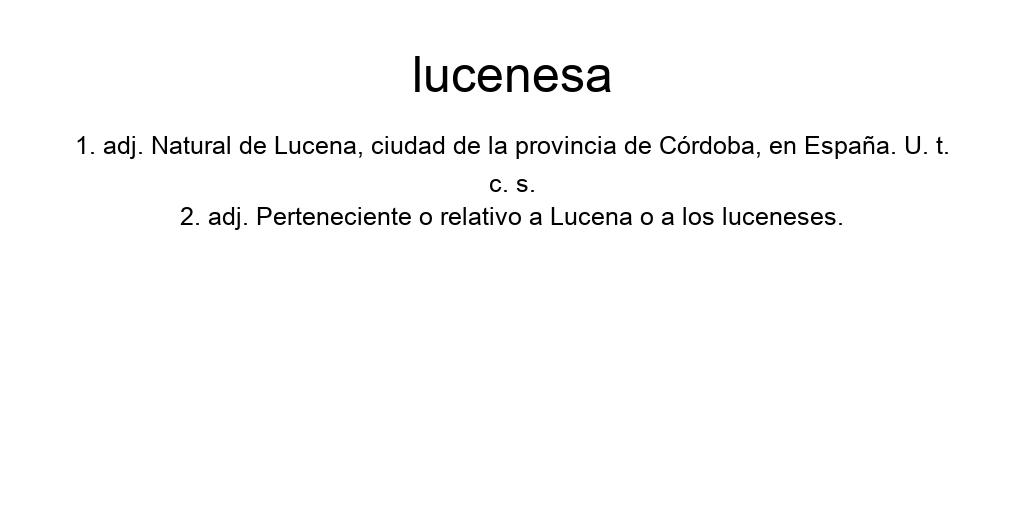 lucenesa
1. adj. Natural de Lucena, ciudad de la provincia de Córdoba, en España. U. t.
c. s.
2. adj. Perteneciente o relativo a Lucena o a los luceneses.